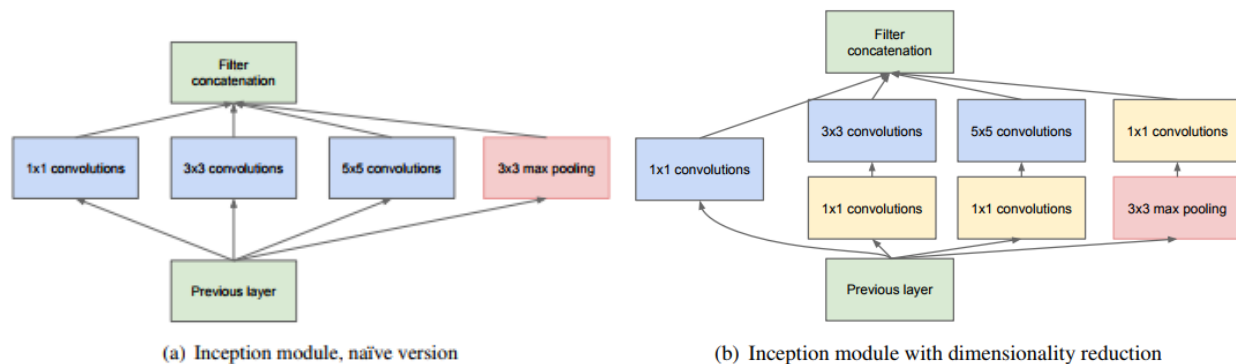 Filter
concatenation
1x1 convolutions
3x3 convolutions
5x5 convolutions
3x3 max pooling
Previous layer
(a) Inception module, naïve version
Filter
concatenation
3x3 convolutions
5x5 convolutions
1x1 convolutions
1x1 convolutions
1x1 convolutions
1x1 convolutions
3x3 max pooling
Previous layer
(b) Inception module with dimensionality reduction